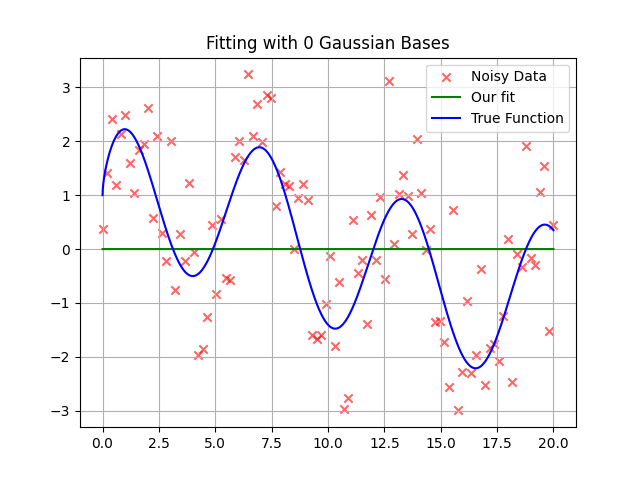 Fitting with 0 Gaussian Bases
Noisy Data
Our fit
True Function
3
2
1
0
−1
−2
−3
0.0 2.5 5.0 7.5 10.0 12.5 15.0 17.5 20.0